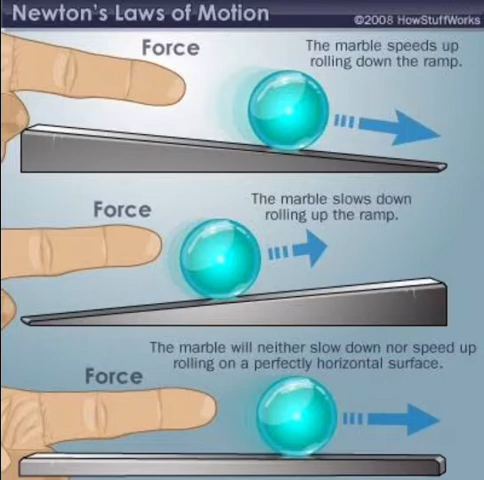 Newton's Laws of Motion
©2008 HowStuffWorks
Force
The marble speeds up
rolling down the ramp.
Force
The marble slows down
rolling up the ramp.
The marble will neither slow down nor speed up
rolling on a perfectly horizontal surface.
Force